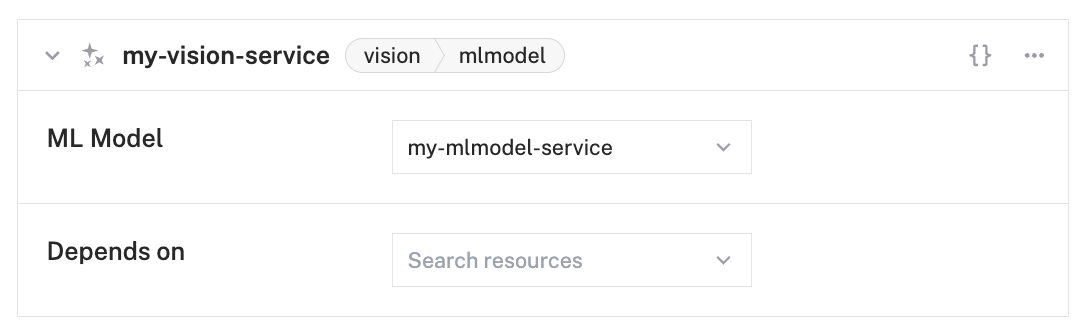 my-vision-service vision mlmodel {} ...
ML Model my-mlmodel-service
Depends on Search resources